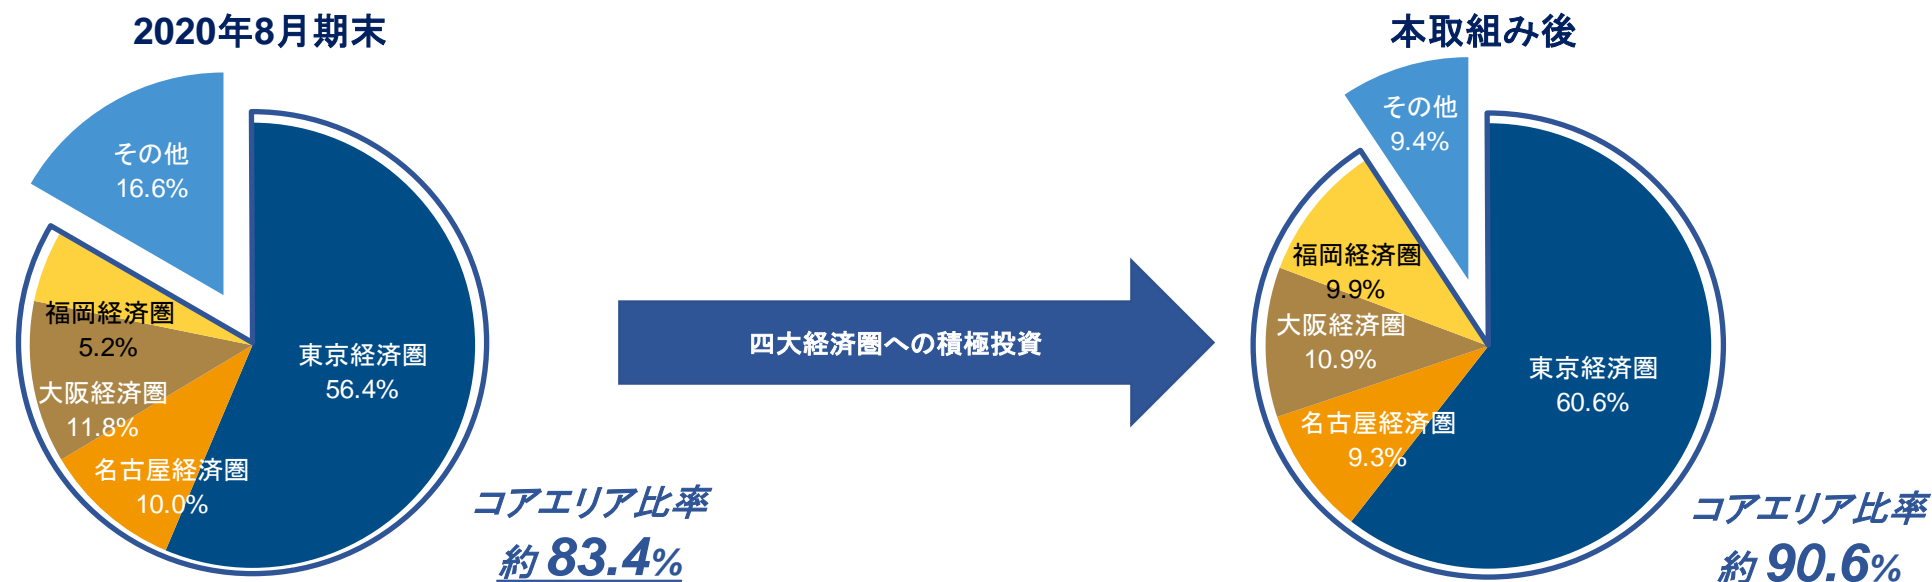 2020年8月期末
その他
16.6%
福岡経済圏
5.2%
大阪経済圏
11.8%
名古屋経済圏
10.0%
東京経済圏
56.4%
コアエリア比率
約 83.4%
四大経済圏への積極投資
本取組み後
その他
9.4%
福岡経済圏
9.9%
大阪経済圏
10.9%
名古屋経済圏
9.3%
東京経済圏
60.6%
コアエリア比率
約 90.6%